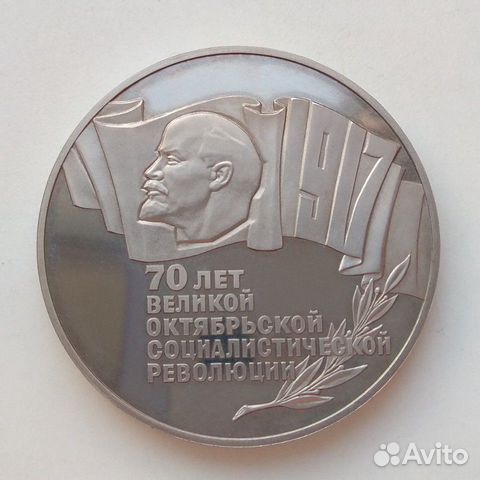 1917
70 ЛЕТ
ВЕЛИКОЙ
ОКТЯБРЬСКОЙ
СОЦИАЛИСТИЧЕСКОЙ
РЕВОЛЮЦИИ
Avito